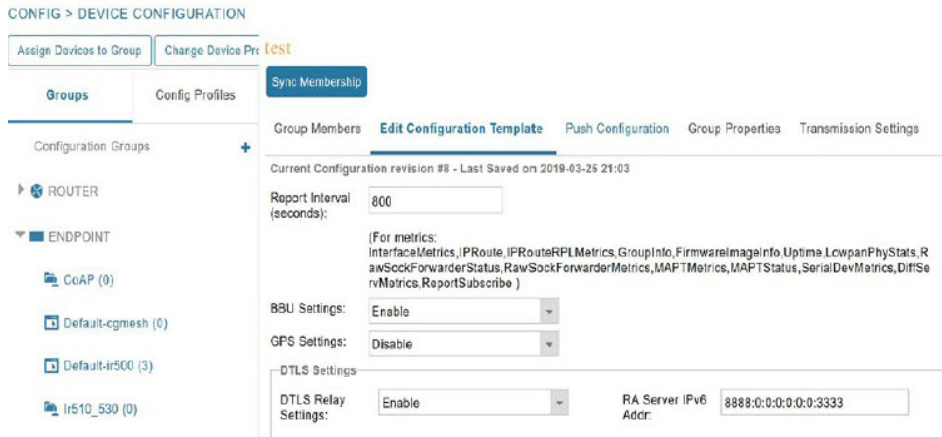 CONFIG > DEVICE CONFIGURATION
Assign Devices to Group
Change Device Pro
test
Sync Membership
Groups
Config Profiles
Group Members
Edit Configuration Template
Push Configuration
Group Properties
Transmission Settings
Configuration Groups
+
Current Configuration revision #8 - Last Saved on 2019-03-25 21:03
ROUTER
Report Interval
(seconds):
800
ENDPOINT
(For metrics:
InterfaceMetrics,IPRoute,IPRouteRPLMetrics,GroupInfo,FirmwareImageInfo,Uptime,LowpanPhyStats,R
awSockForwarderStatus,RawSockForwarderMetrics,MAPTMetrics,MAPTStatus,SerialDevMetrics,DiffSe
rvMetrics,ReportSubscribe )
CoAP (0)
Default-cgmesh (0)
Default-ir500 (3)
Ir510_530 (0)
BBU Settings:
Enable
GPS Settings:
Disable
DTLS Settings
DTLS Relay
Settings:
Enable
RA Server IPv6
Addr:
8888:0:0:0:0:0:0:3333